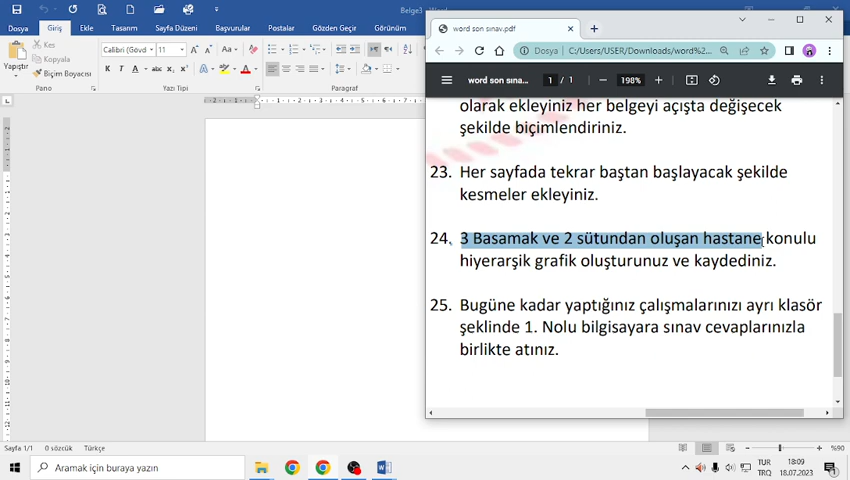 Belge3
Dosya Giriş Ekle Tasarım Sayfa Düzeni Başvurular Postalar Gözden Geçir Görünüm
Yapıştır
Kes
Kopyala
Biçim Boyacısı
Pano
Calibri (Gövd
11
Yazı Tipi
Paragraf
word son sınav.pdf
Dosya | C:/Users/USER/Downloads/word%2...
word son sına...
1 / 1
198%
olarak ekleyiniz her belgeyi açışta değişecek
şekilde biçimlendiriniz.
23. Her sayfada tekrar baştan başlayacak şekilde
kesmeler ekleyiniz.
24. 3 Basamak ve 2 sütundan oluşan hastane konulu
hiyerarşik grafik oluşturunuz ve kaydediniz.
25. Bugüne kadar yaptığınız çalışmalarınızı ayrı klasör
şeklinde 1. Nolu bilgisayara sınav cevaplarınızla
birlikte atınız.
Sayfa 1/1 0 sözcük Türkçe
%90
Aramak için buraya yazın
TUR
TRQ
18:09
18.07.2023